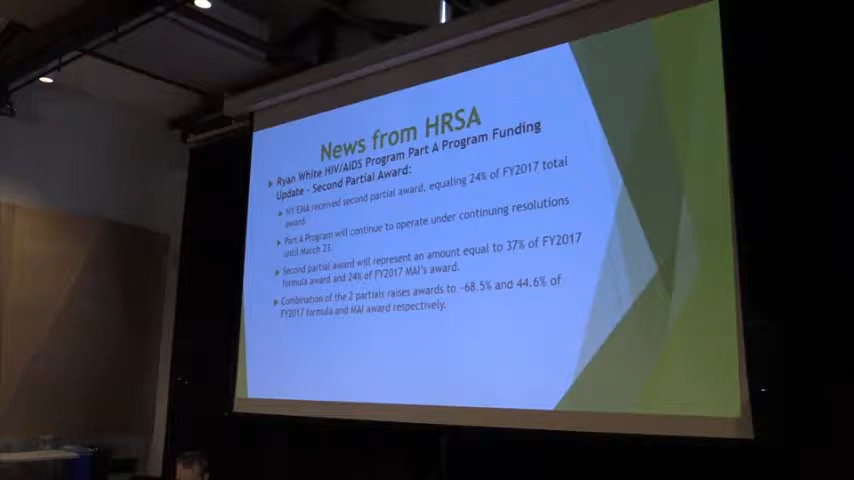 News from HRSA
Ryan White HIV/AIDS Program Part A Program Funding
Update - Second Partial Award:
NY EMA received second partial award, equaling 24% of FY2017 total
award.
Part A Program will continue to operate under continuing resolutions
until March 23.
Second partial award will represent an amount equal to 37% of FY2017
formula award and 24% of FY2017 MAI's award.
Combination of the 2 partials raises awards to ~68.5% and 44.6% of
FY2017 formula and MAI award respectively.